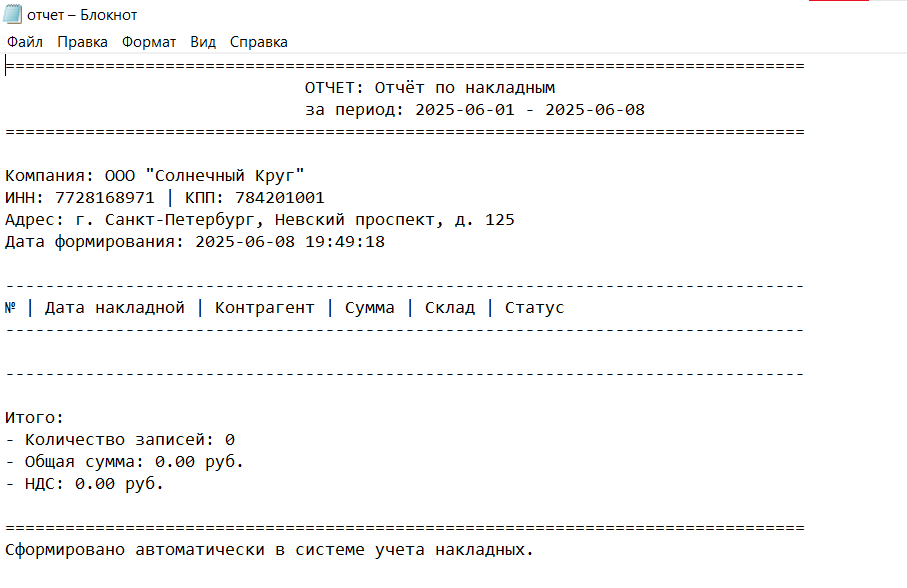 отчет – Блокнот
Файл Правка Формат Вид Справка
================================================================================
ОТЧЕТ: Отчёт по накладным
за период: 2025-06-01 - 2025-06-08
================================================================================
Компания: ООО "Солнечный Круг"
ИНН: 7728168971 | КПП: 784201001
Адрес: г. Санкт-Петербург, Невский проспект, д. 125
Дата формирования: 2025-06-08 19:49:18
--------------------------------------------------------------------------------
№ | Дата накладной | Контрагент | Сумма | Склад | Статус
--------------------------------------------------------------------------------
--------------------------------------------------------------------------------
Итого:
- Количество записей: 0
- Общая сумма: 0.00 руб.
- НДС: 0.00 руб.
================================================================================
Сформировано автоматически в системе учета накладных.